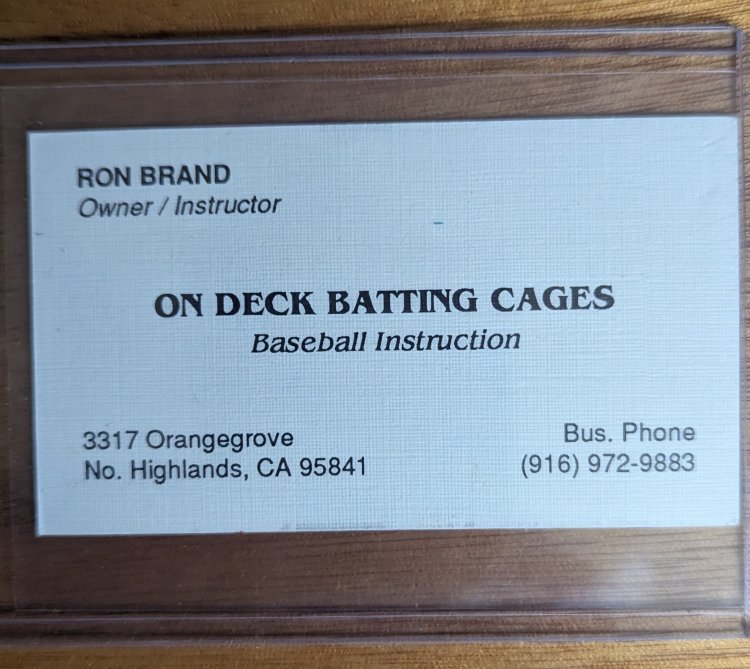 RON BRAND
Owner / Instructor
ON DECK BATTING CAGES
Baseball Instruction
3317 Orangegrove
No. Highlands, CA 95841
Bus. Phone
(916) 972-9883